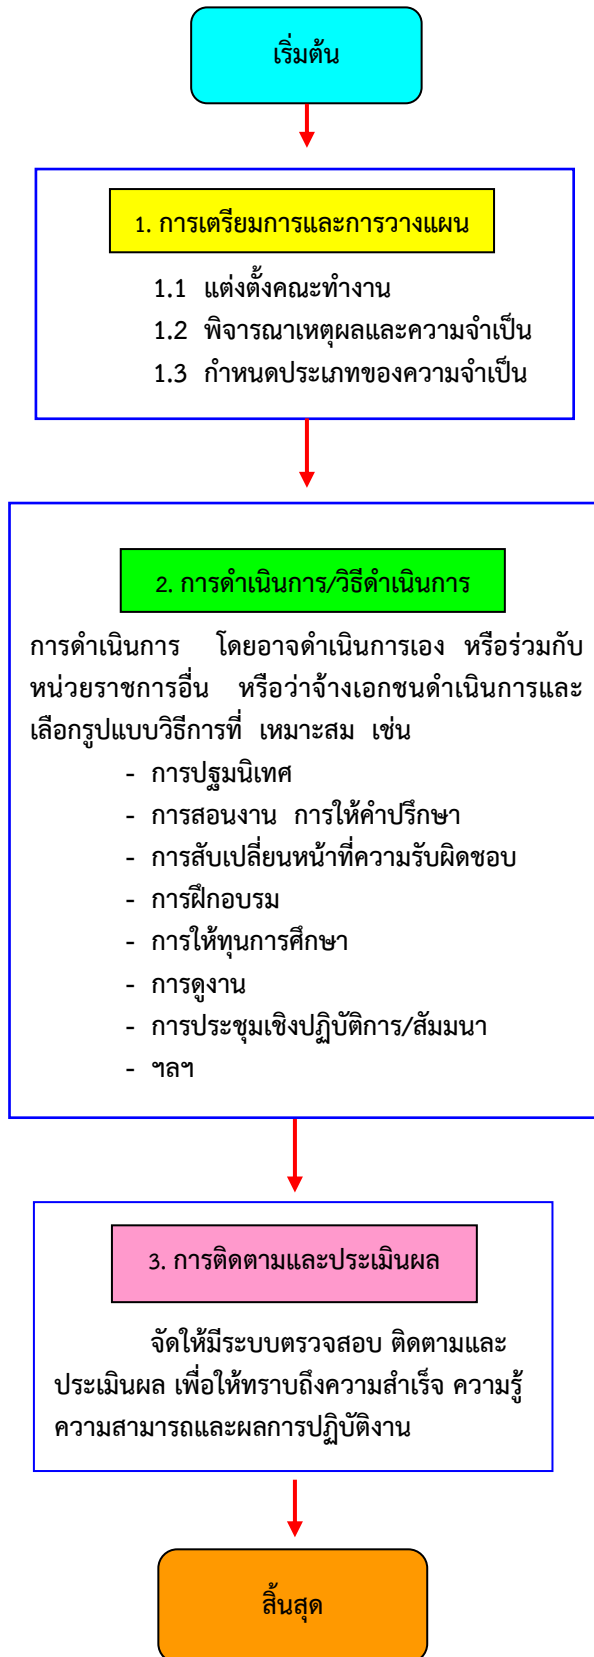 เริ่มต้น
1. การเตรียมการและการวางแผน
1.1 แต่งตั้งคณะทำงาน
1.2 พิจารณาเหตุผลและความจำเป็น
1.3 กำหนดประเภทของความจำเป็น
2. การดำเนินการ/วิธีดำเนินการ
การดำเนินการ โดยอาจดำเนินการเอง หรือร่วมกับ
หน่วยราชการอื่น หรือว่าจ้างเอกชนดำเนินการและ
เลือกรูปแบบวิธีการที่ เหมาะสม เช่น
- การปฐมนิเทศ
- การสอนงาน การให้คำปรึกษา
- การสับเปลี่ยนหน้าที่ความรับผิดชอบ
- การฝึกอบรม
- การให้ทุนการศึกษา
- การดูงาน
- การประชุมเชิงปฏิบัติการ/สัมมนา
- ฯลฯ
3. การติดตามและประเมินผล
จัดให้มีระบบตรวจสอบ ติดตามและ
ประเมินผล เพื่อให้ทราบถึงความสำเร็จ ความรู้
ความสามารถและผลการปฏิบัติงาน
สิ้นสุด